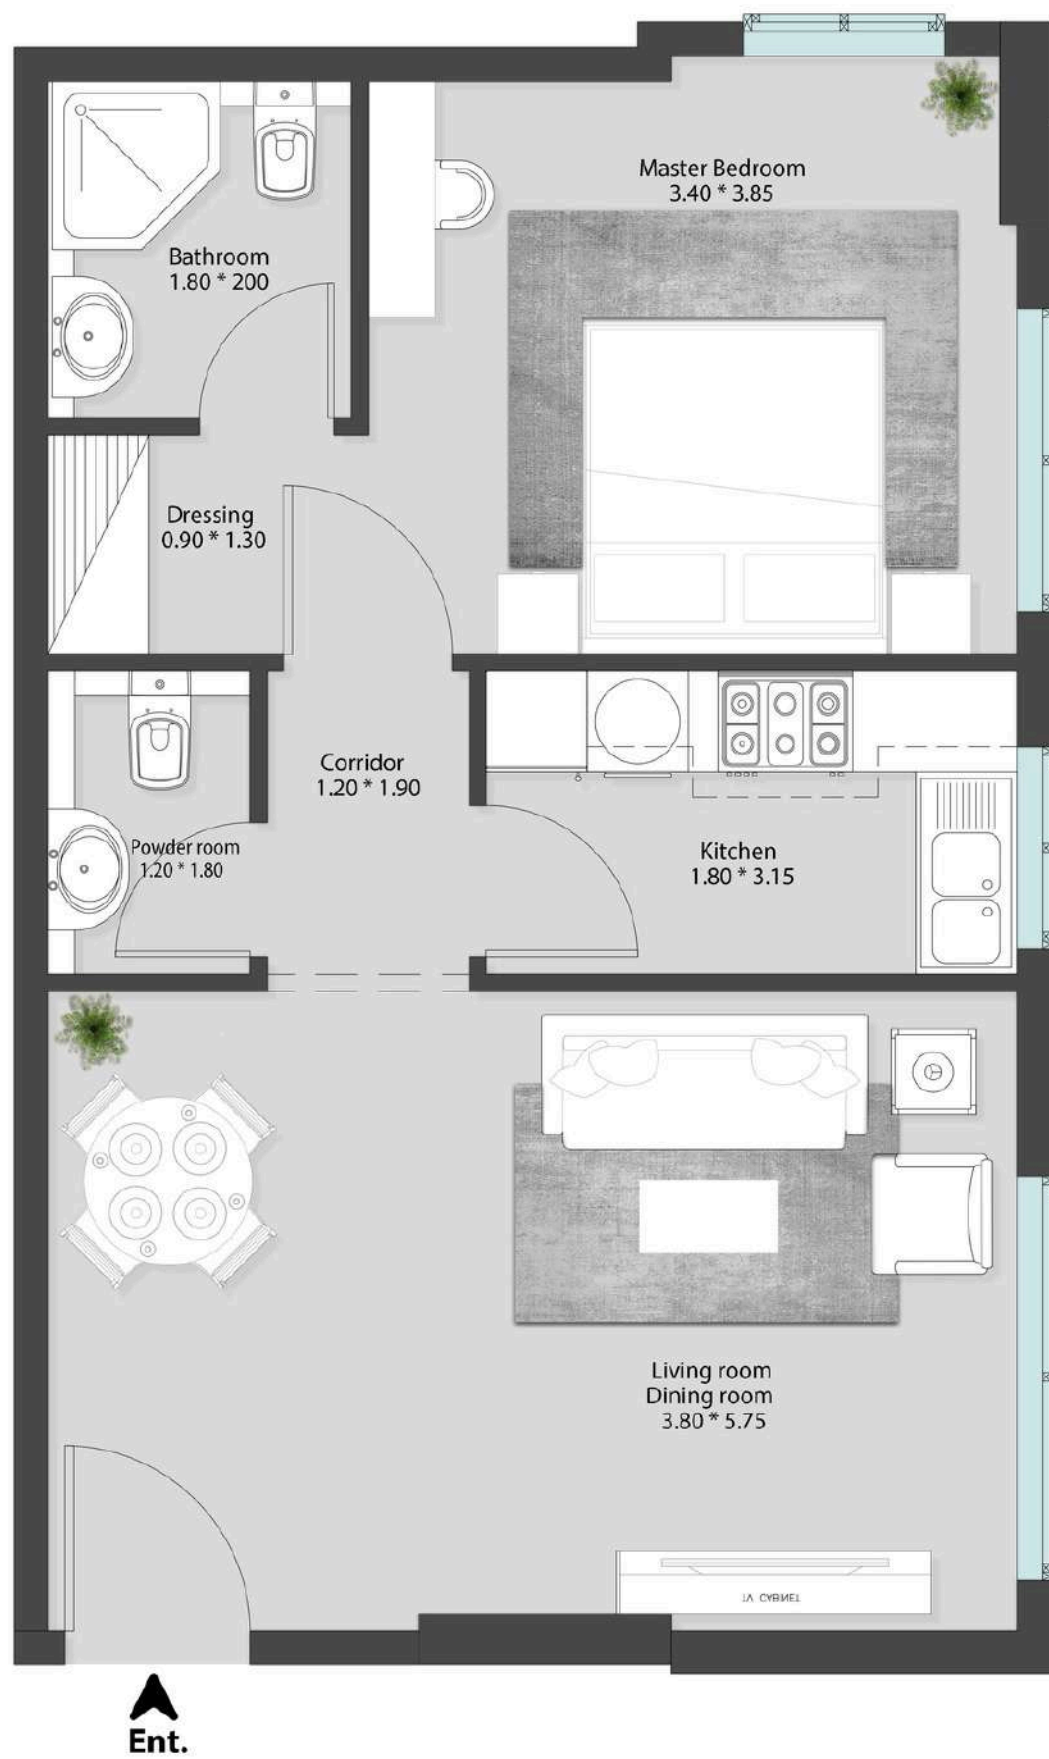 Master Bedroom
3.40 * 3.85
Bathroom
1.80 * 200
Dressing
0.90 * 1.30
Corridor
1.20 * 1.90
Powder room
1.20 * 1.80
Kitchen
1.80 * 3.15
Living room
Dining room
3.80 * 5.75
TV CABINET
Ent.